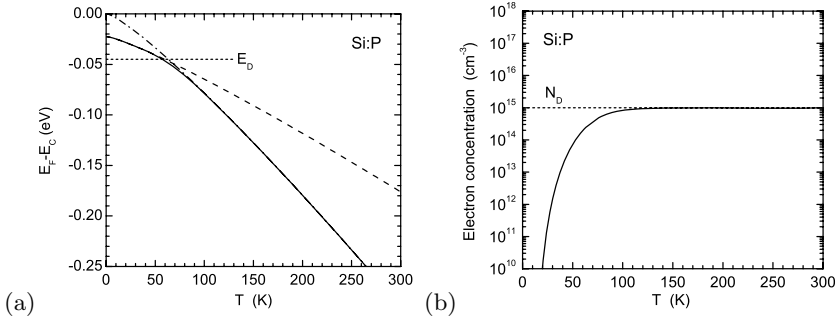 0.00
-0.05
-0.10
-0.15
-0.20
-0.25
E_F-E_C (eV)
Si:P
E_D
0 50 100 150 200 250 300
T (K)
(a)
10^18
10^17
10^16
10^15
10^14
10^13
10^12
10^11
10^10
Electron concentration (cm^-3)
Si:P
N_D
0 50 100 150 200 250 300
T (K)
(b)